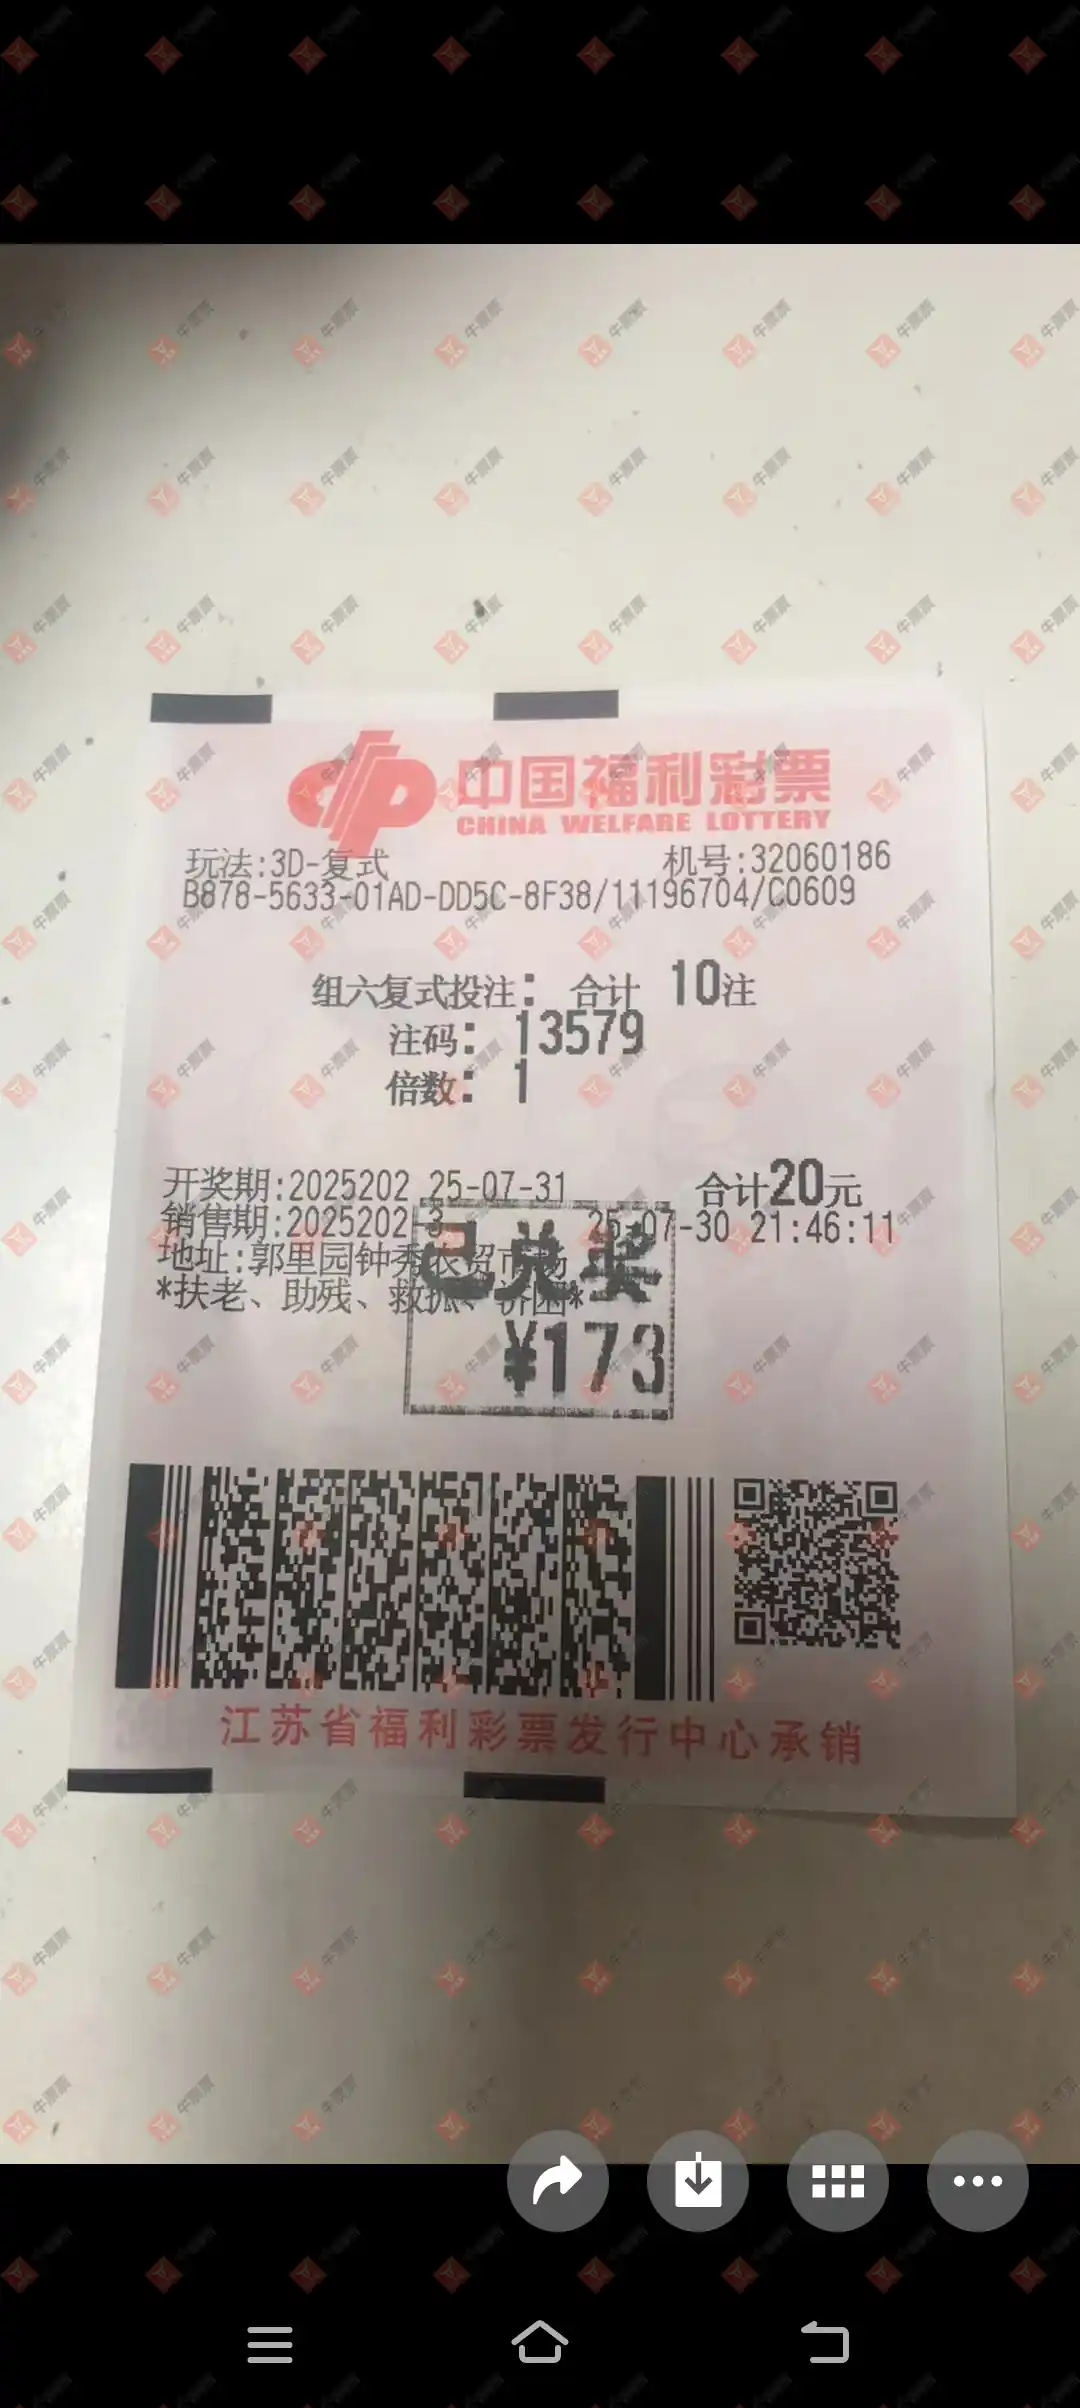 中国福利彩票
CHINA WELFARE LOTTERY
玩法:3D-复式 机号:32060186
B878-5633-01AD-DD5C-8F38/11196704/C0609
组六复式投注: 合计 10注
注码: 13579
倍数: 1
开奖期:2025202 25-07-31 合计20元
销售期:2025202-3 25-07-30 21:46:11
地址:郭里园钟秀农贸市场
*扶老、助残、救孤、济困*
已兑奖
¥173
江苏省福利彩票发行中心承销
牛票票